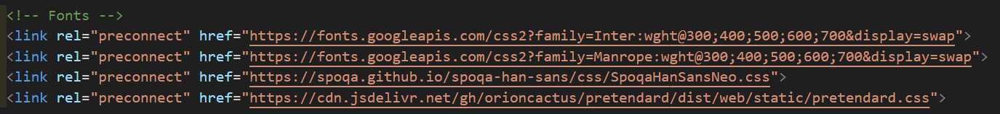 <!-- Fonts -->
<link rel="preconnect" href="https://fonts.googleapis.com/css2?family=Inter:wght@300;400;500;600;700&display=swap">
<link rel="preconnect" href="https://fonts.googleapis.com/css2?family=Manrope:wght@300;400;500;600;700&display=swap">
<link rel="preconnect" href="https://spoqa.github.io/spoqa-han-sans/css/SpoqaHanSansNeo.css">
<link rel="preconnect" href="https://cdn.jsdelivr.net/gh/orioncactus/pretendard/dist/web/static/pretendard.css">